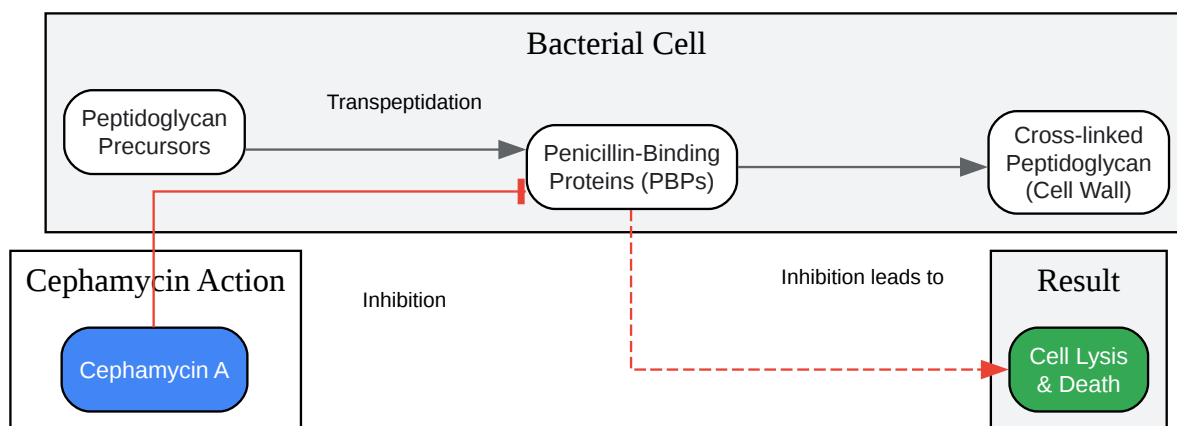 Bacterial Cell
Peptidoglycan
Precursors
Transpeptidation
Penicillin-Binding
Proteins (PBPs)
Cross-linked
Peptidoglycan
(Cell Wall)
Cephamycin Action
Cephamycin A
Inhibition
Inhibition leads to
Result
Cell Lysis
& Death